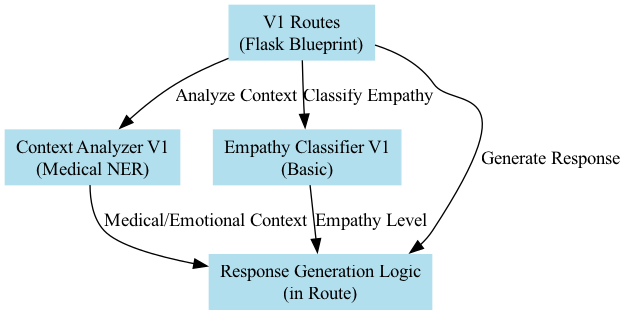 V1 Routes
(Flask Blueprint)
Analyze Context
Classify Empathy
Context Analyzer V1
(Medical NER)
Empathy Classifier V1
(Basic)
Generate Response
Medical/Emotional Context
Empathy Level
Response Generation Logic
(in Route)